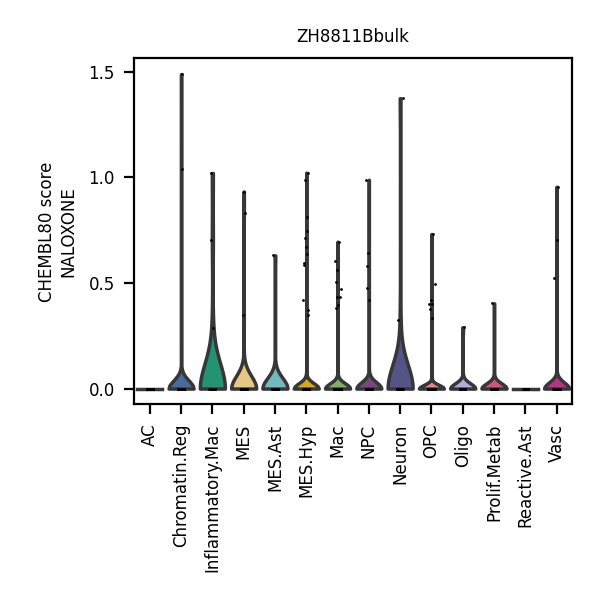 ZH8811Bbulk
CHEMBL80 score
NALOXONE
1.5
1.0
0.5
0.0
AC
Chromatin.Reg
Inflammatory.Mac
MES
MES.Ast
MES.Hyp
Mac
NPC
Neuron
OPC
Oligo
Prolif.Metab
Reactive.Ast
Vasc